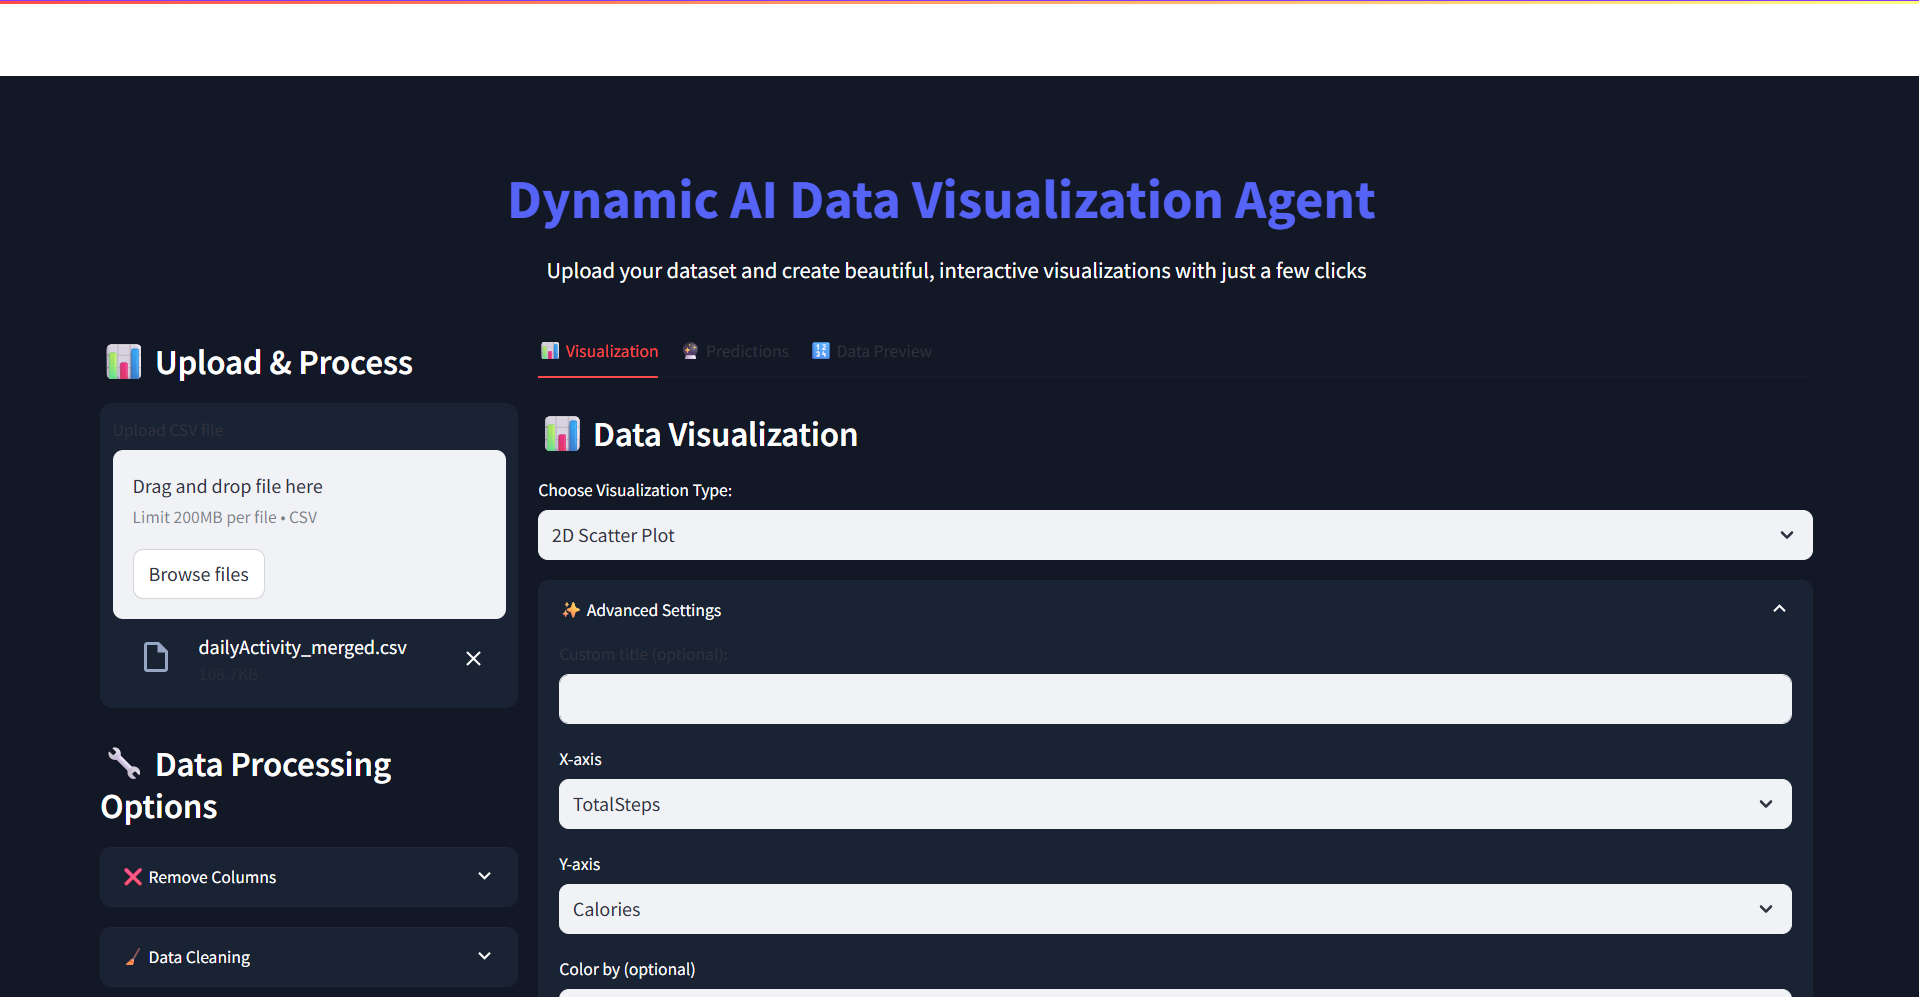 Dynamic AI Data Visualization Agent
Upload your dataset and create beautiful, interactive visualizations with just a few clicks
Upload & Process
Upload CSV file
Drag and drop file here
Limit 200MB per file • CSV
Browse files
dailyActivity_merged.csv
108.7KB
Data Processing
Options
Remove Columns
Data Cleaning
Visualization
Predictions
Data Preview
Data Visualization
Choose Visualization Type:
2D Scatter Plot
Advanced Settings
Custom title (optional):
X-axis
TotalSteps
Y-axis
Calories
Color by (optional)